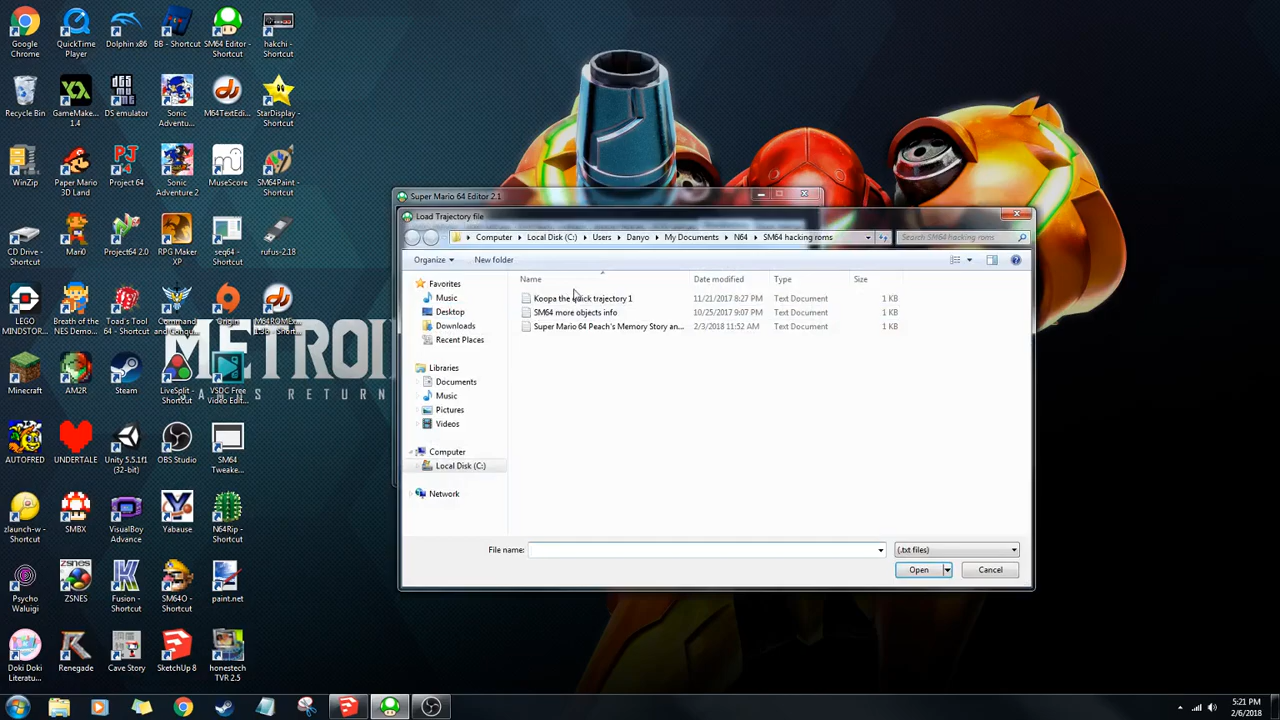 Google Chrome
QuickTime Player
Dolphin x86
BB - Shortcut
SM64 Editor - Shortcut
hakchi - Shortcut
Recycle Bin
GameMake... 1.4
DS emulator
Sonic Adventu...
M64TextEdi...
StarDisplay - Shortcut
WinZip
Paper Mario 3D Land
Project 64
Sonic Adventure 2
MuseScore
SM64Paint - Shortcut
CD Drive - Shortcut
Mari0
Project64 2.0
RPG Maker XP
seq64 - Shortcut
rufus-2.18
LEGO MINSTOR...
Breath of the NES Demo...
Toad's Tool 64 - Shortcut
Origin
Minecraft
AM2R
Steam
LiveSplit - Shortcut
VSDC Free Video Edit...
AUTOFRED
UNDERTALE
Unity 5.5.1f1 (32-bit)
OBS Studio
SM64 Tweake...
zlaunch-w - Shortcut
SMBX
VisualBoy Advance
Yabause
N64Rip - Shortcut
Psycho Waluigi
ZSNES
Fusion - Shortcut
SM64O - Shortcut
paint.net
Doki Doki Literatu...
Renegade
Cave Story
SketchUp 8
honestech TVR 2.5
METROI
RETURN
Super Mario 64 Editor 2.1
Load Trajectory file
Computer Local Disk (C:) Users Danyo My Documents N64 SM64 hacking roms
Search SM64 hacking roms
Organize New folder
Favorites
Music
Desktop
Downloads
Recent Places
Libraries
Documents
Music
Pictures
Videos
Computer
Local Disk (C:)
Network
Name Date modified Type Size
Koopa the quick trajectory 1 11/21/2017 8:27 PM Text Document 1 KB
SM64 more objects info 10/25/2017 9:07 PM Text Document 1 KB
Super Mario 64 Peach's Memory Story an... 2/3/2018 11:52 AM Text Document 1 KB
File name:
(.txt files)
Open
Cancel
5:21 PM
2/6/2018